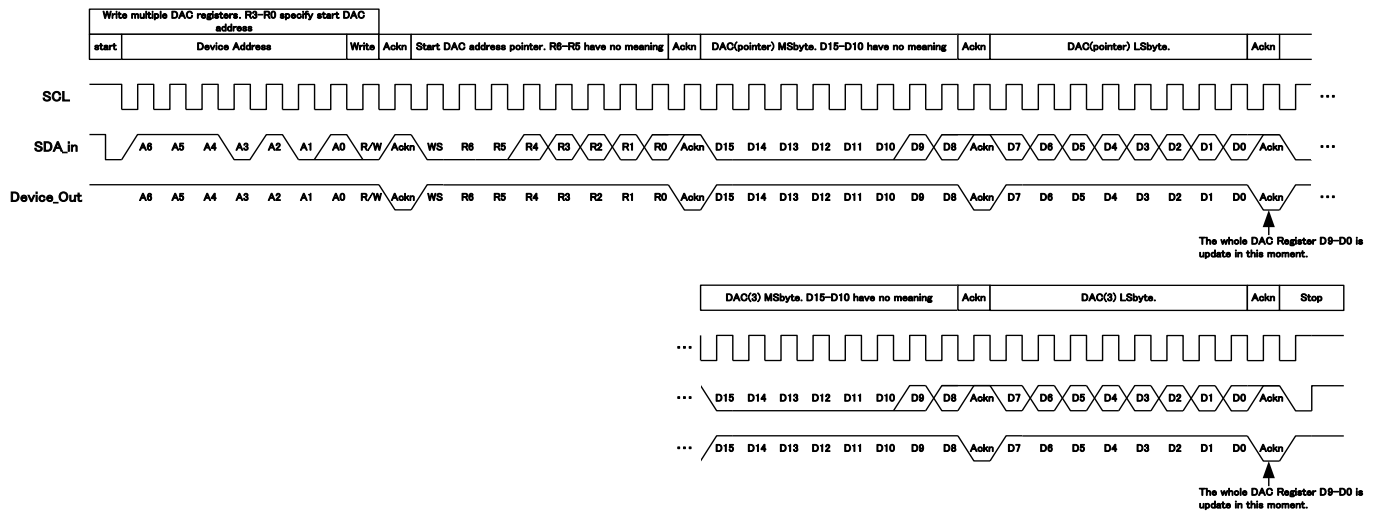 Write multiple DAC registers. R3-R0 specify start DAC
address
start Device Address Write Ackn Start DAC address pointer. R6-R5 have no meaning Ackn DAC(pointer) MSbyte. D15-D10 have no meaning Ackn DAC(pointer) LSbyte. Ackn
SCL ...
SDA_in A6 A5 A4 A3 A2 A1 A0 R/W Ackn WS R6 R5 R4 R3 R2 R1 R0 Ackn D15 D14 D13 D12 D11 D10 D9 D8 Ackn D7 D6 D5 D4 D3 D2 D1 D0 Ackn ...
Device_Out A6 A5 A4 A3 A2 A1 A0 R/W Ackn WS R6 R5 R4 R3 R2 R1 R0 Ackn D15 D14 D13 D12 D11 D10 D9 D8 Ackn D7 D6 D5 D4 D3 D2 D1 D0 Ackn ...
The whole DAC Register D9-D0 is
update in this moment.
DAC(3) MSbyte. D15-D10 have no meaning Ackn DAC(3) LSbyte. Ackn Stop
...
... D15 D14 D13 D12 D11 D10 D9 D8 Ackn D7 D6 D5 D4 D3 D2 D1 D0 Ackn
... D15 D14 D13 D12 D11 D10 D9 D8 Ackn D7 D6 D5 D4 D3 D2 D1 D0 Ackn
The whole DAC Register D9-D0 is
update in this moment.